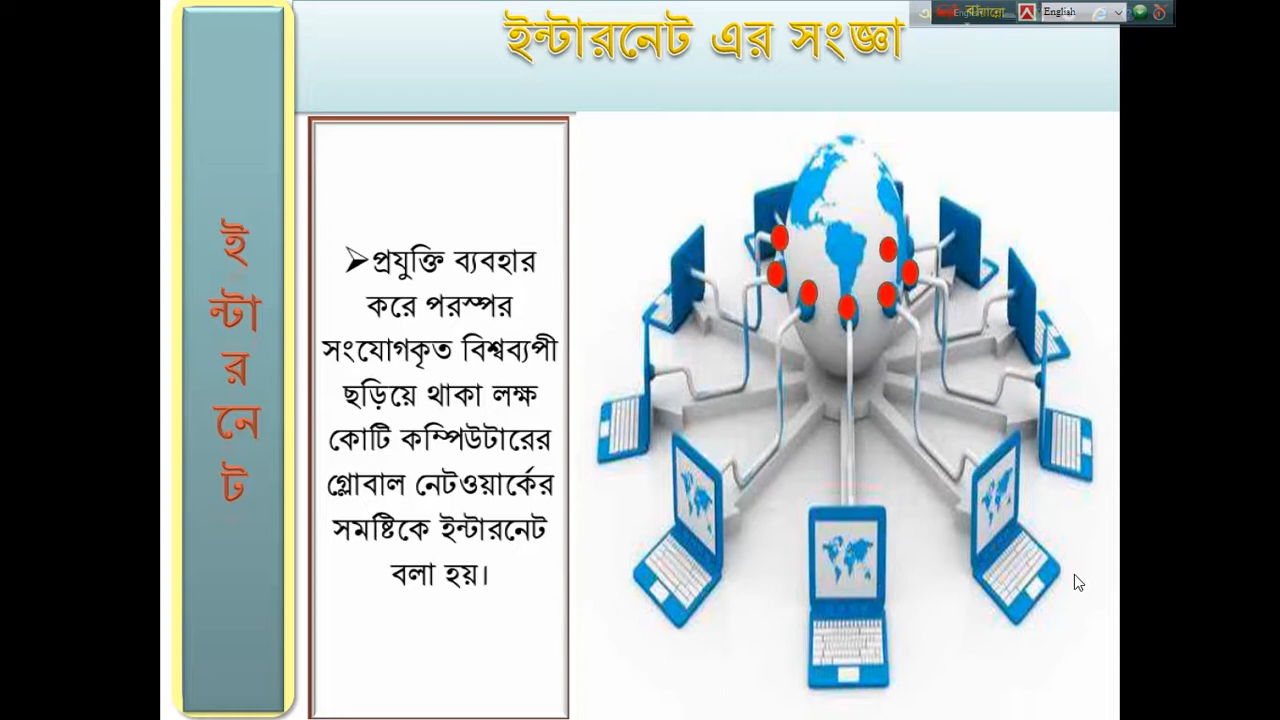 ইন্টারনেট এর সংজ্ঞা
English
ই
ন্টা
র
নে
ট
➢প্রযুক্তি ব্যবহার
করে পরস্পর
সংযোগকৃত বিশ্বব্যপী
ছড়িয়ে থাকা লক্ষ
কোটি কম্পিউটারের
গ্লোবাল নেটওয়ার্কের
সমষ্টিকে ইন্টারনেট
বলা হয়।